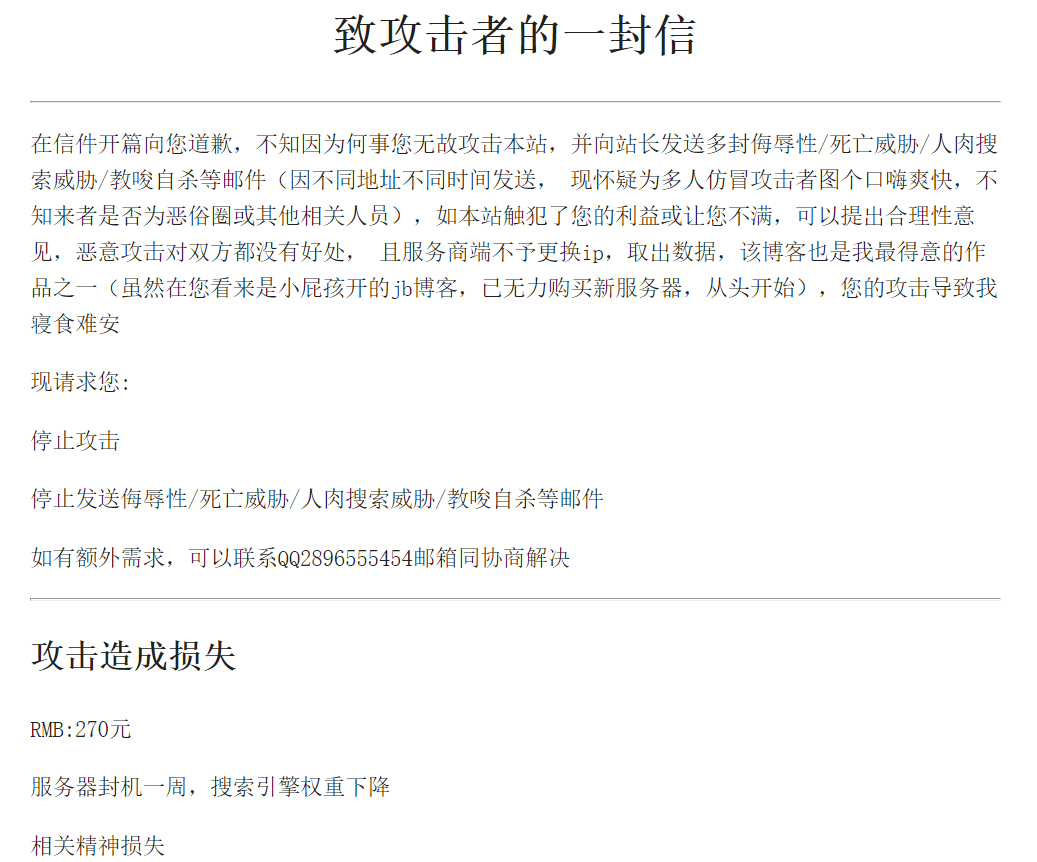 致攻击者的一封信
在信件开篇向您道歉，不知因为何事您无故攻击本站，并向站长发送多封侮辱性/死亡威胁/人肉搜
索威胁/教唆自杀等邮件（因不同地址不同时间发送， 现怀疑为多人仿冒攻击者图个口嗨爽快，不
知来者是否为恶俗圈或其他相关人员），如本站触犯了您的利益或让您不满，可以提出合理性意
见，恶意攻击对双方都没有好处， 且服务商端不予更换ip，取出数据，该博客也是我最得意的作
品之一（虽然在您看来是小屁孩开的jb博客，已无力购买新服务器，从头开始），您的攻击导致我
寝食难安
现请求您:
停止攻击
停止发送侮辱性/死亡威胁/人肉搜索威胁/教唆自杀等邮件
如有额外需求，可以联系QQ2896555454邮箱同协商解决
攻击造成损失
RMB:270元
服务器封机一周，搜索引擎权重下降
相关精神损失